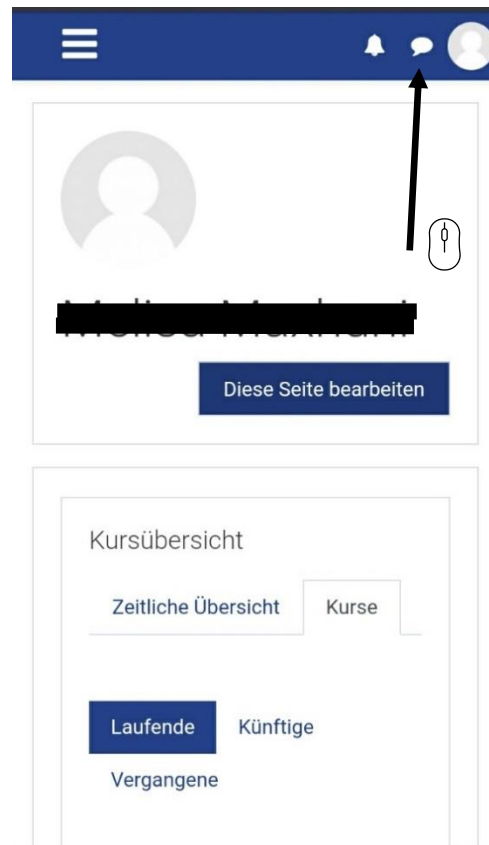 Diese Seite bearbeiten
Kursübersicht
Zeitliche Übersicht Kurse
Laufende Künftige
Vergangene